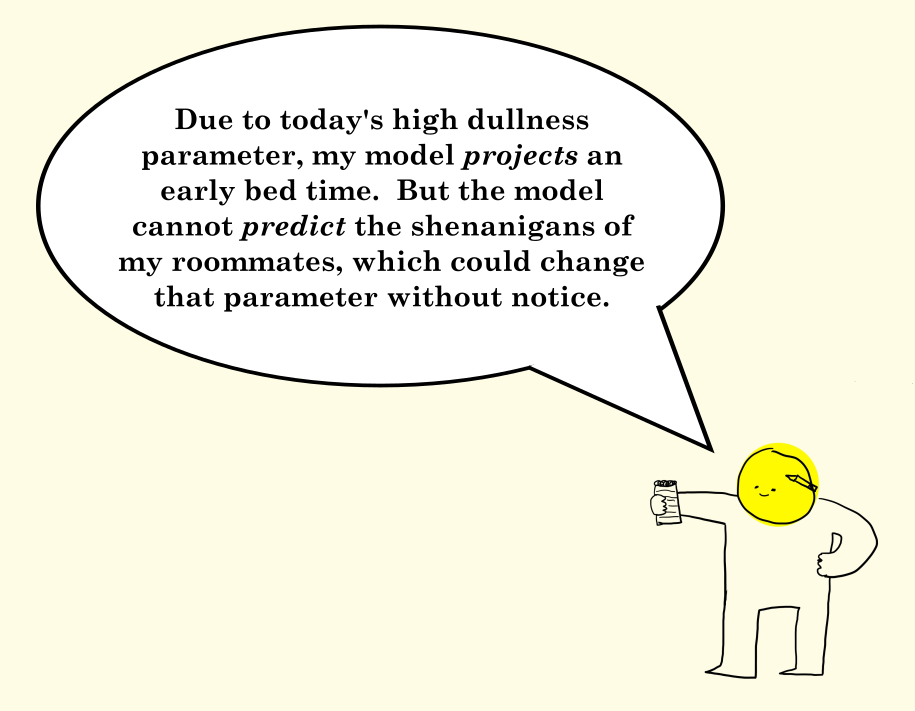 Due to today's high dullness
parameter, my model projects an
early bed time.  But the model
cannot predict the shenanigans of
my roommates, which could change
that parameter without notice.